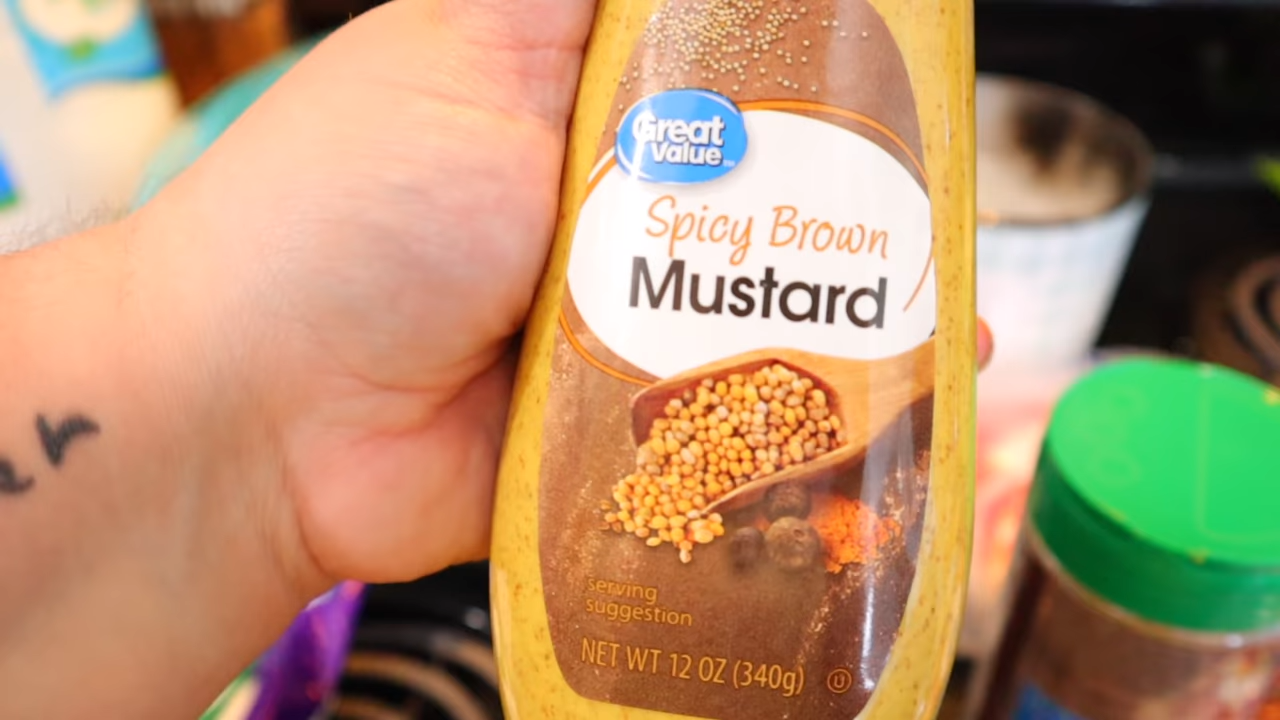 Great
Value
Spicy Brown
Mustard
serving
suggestion
NET WT 12 OZ (340g) U